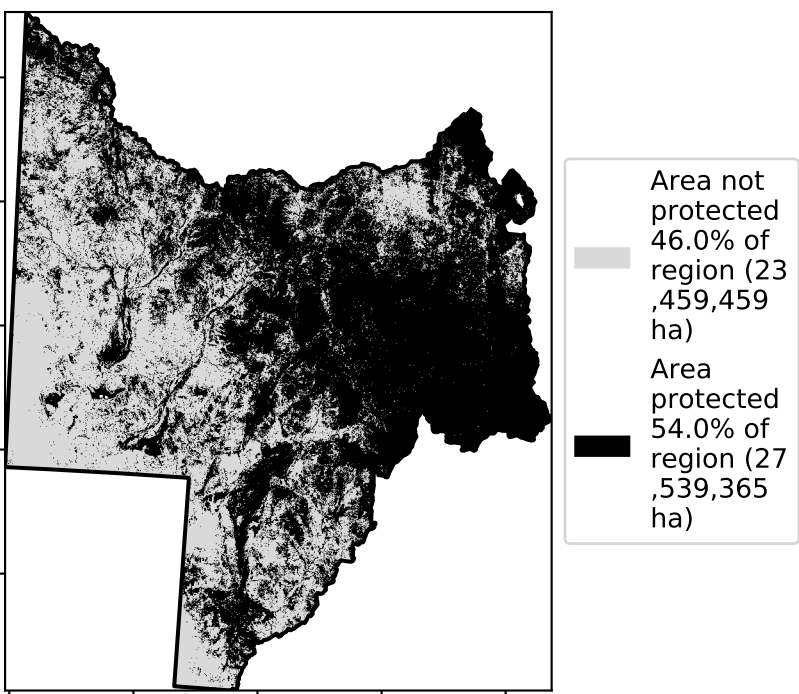 Area not
protected
46.0% of
region (23
,459,459
ha)
Area
protected
54.0% of
region (27
,539,365
ha)